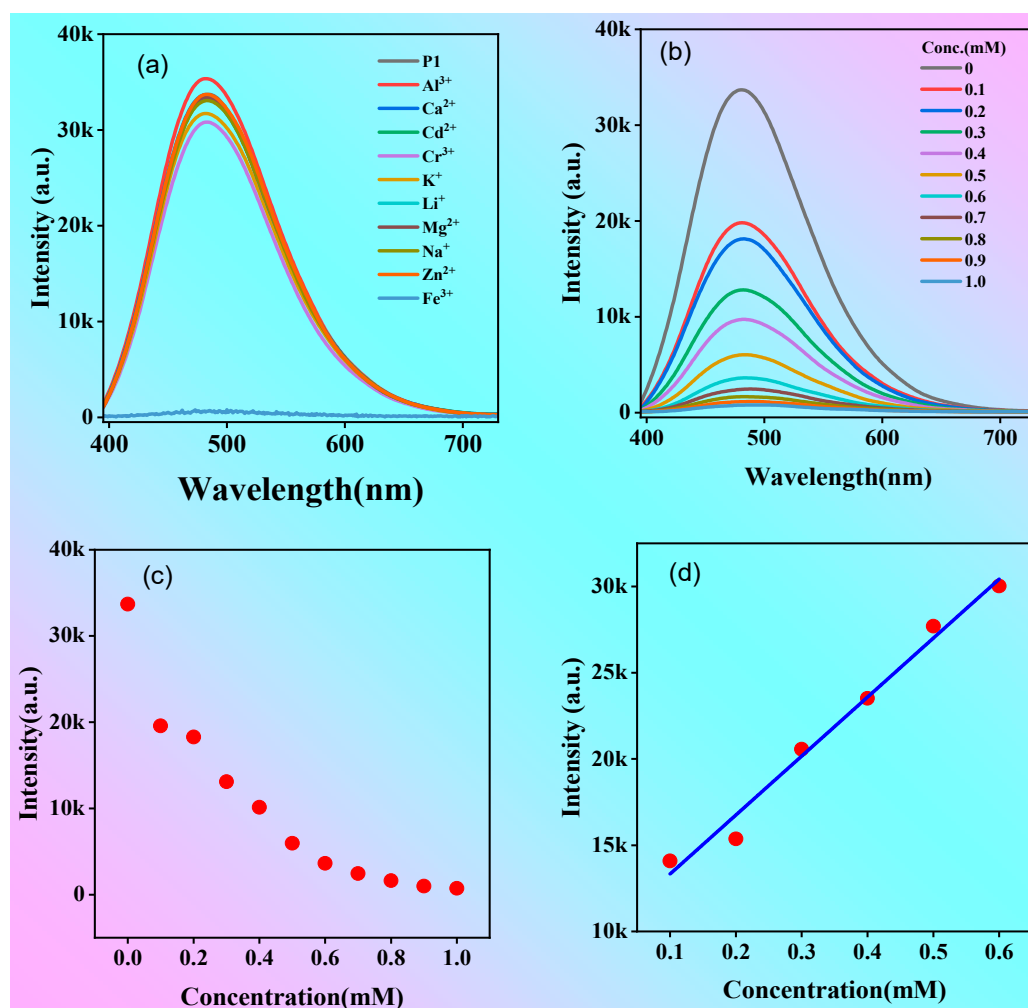 (a)
40k
30k
20k
10k
0
Intensity (a.u.)
400 500 600 700
Wavelength(nm)
P1
Al³⁺
Ca²⁺
Cd²⁺
Cr³⁺
K⁺
Li⁺
Mg²⁺
Na⁺
Zn²⁺
Fe³⁺
(b)
40k
30k
20k
10k
0
Intensity (a.u.)
400 500 600 700
Wavelength(nm)
Conc.(mM)
0
0.1
0.2
0.3
0.4
0.5
0.6
0.7
0.8
0.9
1.0
(c)
40k
30k
20k
10k
0
Intensity(a.u.)
0.0 0.2 0.4 0.6 0.8 1.0
Concentration(mM)
(d)
30k
25k
20k
15k
10k
Intensity (a.u.)
0.1 0.2 0.3 0.4 0.5 0.6
Concentration(mM)